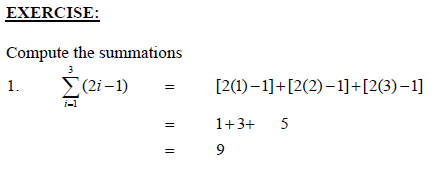 EXERCISE:
Compute the summations
1. \sum_{i=1}^{3} (2i−1) = [2(1)−1]+[2(2)−1]+[2(3)−1]
= 1+3+ 5
= 9